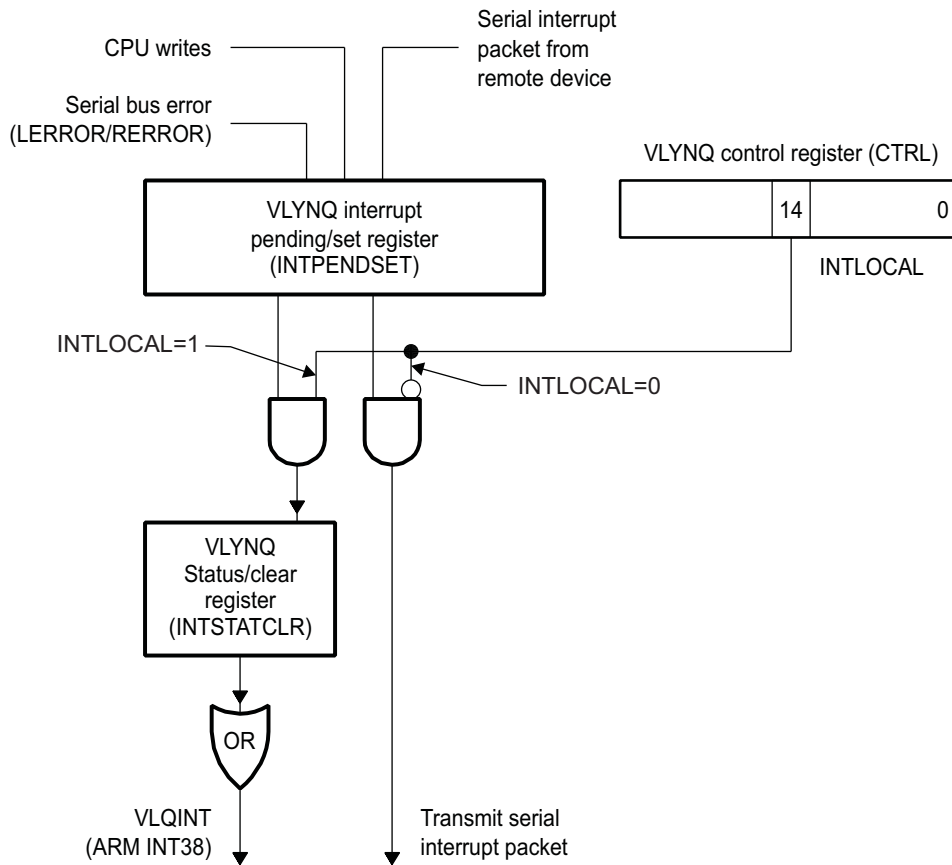 CPU writes
Serial interrupt
packet from
remote device
Serial bus error
(LERROR/RERROR)
VLYNQ control register (CTRL)
14
0
INTLOCAL
VLYNQ interrupt
pending/set register
(INTPENDSET)
INTLOCAL=1
INTLOCAL=0
VLYNQ
Status/clear
register
(INTSTATCLR)
OR
VLQINT
(ARM INT38)
Transmit serial
interrupt packet